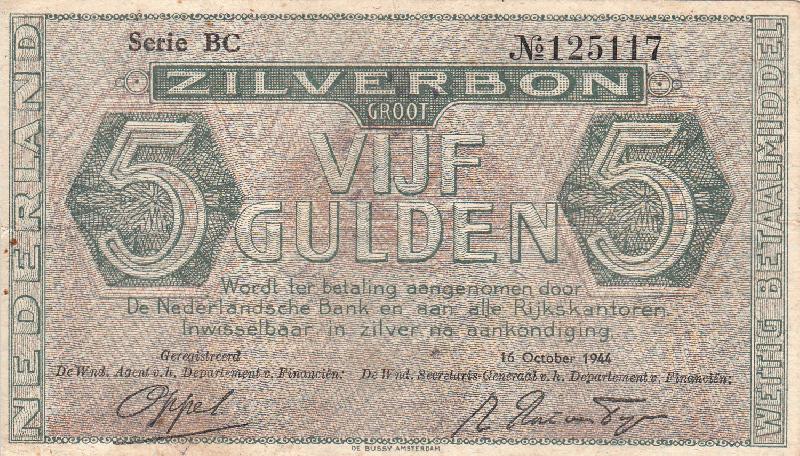 Serie BC
№125117
ZILVERBON
GROOT
NEDERLAND
5
VIJF
GULDEN
5
WETTIG BETAALMIDDEL
Wordt ter betaling aangenomen door
De Nederlandsche Bank en aan alle Rijkskantoren.
Inwisselbaar in zilver na aankondiging.
Geregistreerd
16 October 1944
De Wnd. Agent v.h. Departement v. Financiën:
De Wnd. Secretaris-Generaal v.h. Departement v. Financiën:
Oppel
DE BUSSY AMSTERDAM